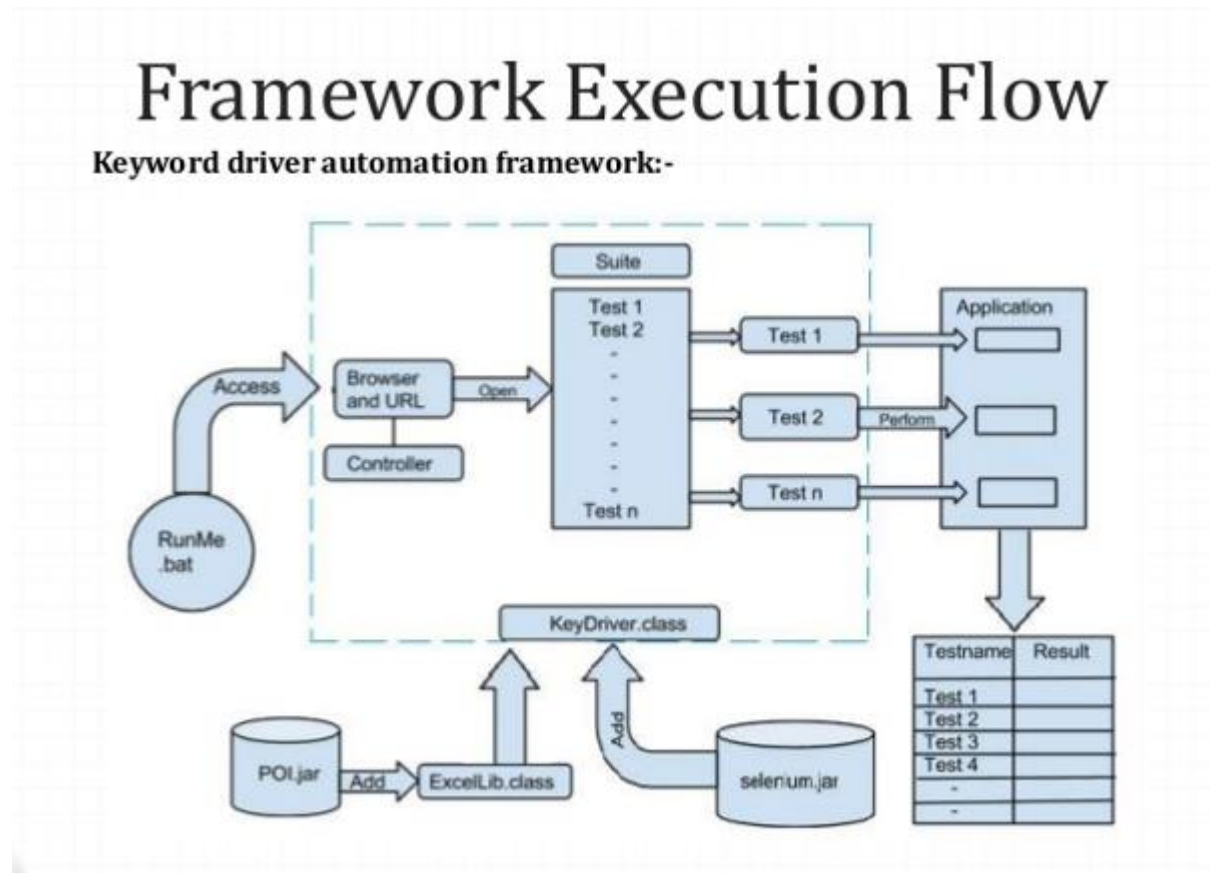 Framework Execution Flow
Keyword driver automation framework:-
Suite
Test 1
Test 2
-
-
-
-
-
-
-
Test n
Access
Browser
and URL
Open
Controller
RunMe
.bat
Test 1
Test 2
Perform
Test n
Application
KeyDriver.class
POI.jar
Add
ExcelLib.class
Add
selenium.jar
Testname Result
Test 1
Test 2
Test 3
Test 4
-
-